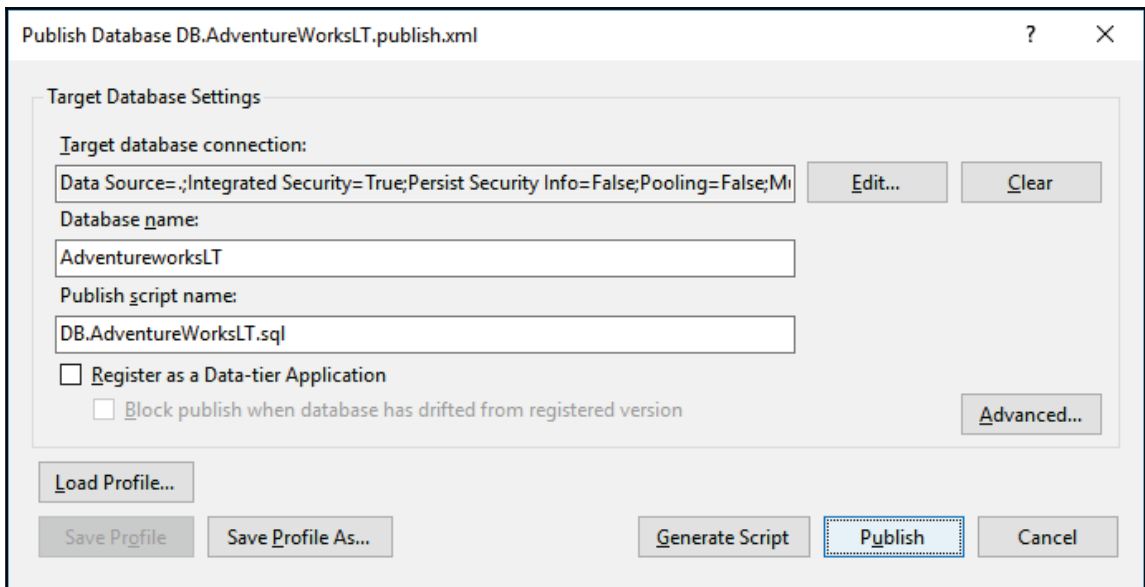 Publish Database DB.AdventureWorksLT.publish.xml ? X
Target Database Settings
Target database connection:
Data Source=.;Integrated Security=True;Persist Security Info=False;Pooling=False; Edit... Clear
Database name:
AdventureworksLT
Publish script name:
DB.AdventureWorksLT.sql
Register as a Data-tier Application
Block publish when database has drifted from registered version
Advanced...
Load Profile...
Save Profile Save Profile As... Generate Script Publish Cancel